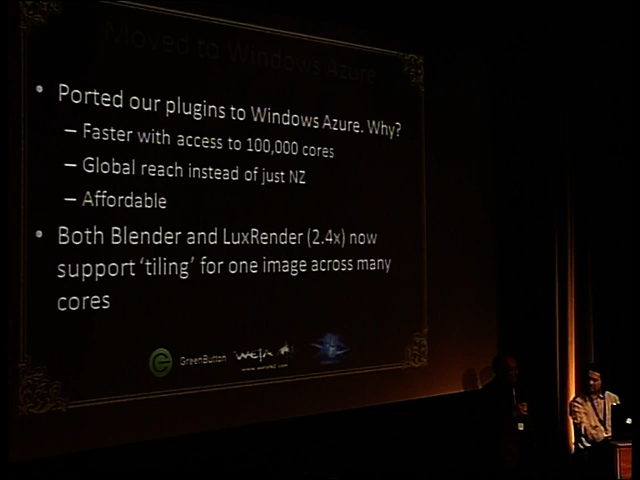 Moved to Windows Azure
• Ported our plugins to Windows Azure. Why?
– Faster with access to 100,000 cores
– Global reach instead of just NZ
– Affordable
• Both Blender and LuxRender (2.4x) now
support 'tiling' for one image across many
cores
GreenButton
weta